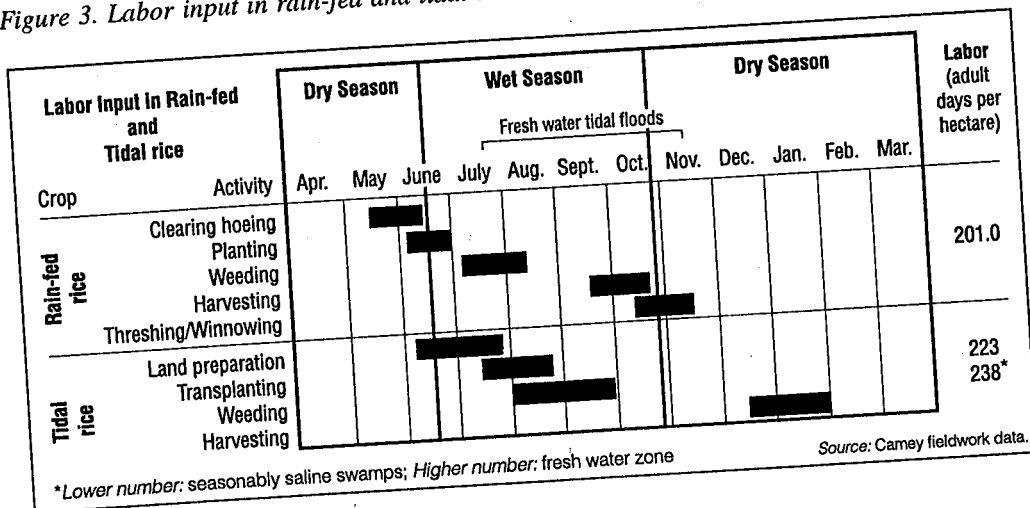 Figure 3. Labor input in rain-fed and
Labor Input in Rain-fed
and
Tidal rice
Dry Season
Wet Season
Dry Season
Labor
(adult
days per
hectare)
Fresh water tidal floods
Crop
Activity
Apr. May June July Aug. Sept. Oct. Nov. Dec. Jan. Feb. Mar.
Rain-fed
rice
Clearing hoeing
Planting
Weeding
Harvesting
Threshing/Winnowing
201.0
Tidal
rice
Land preparation
Transplanting
Weeding
Harvesting
223
238*
*Lower number: seasonably saline swamps; Higher number: fresh water zone
Source: Carney fieldwork data.